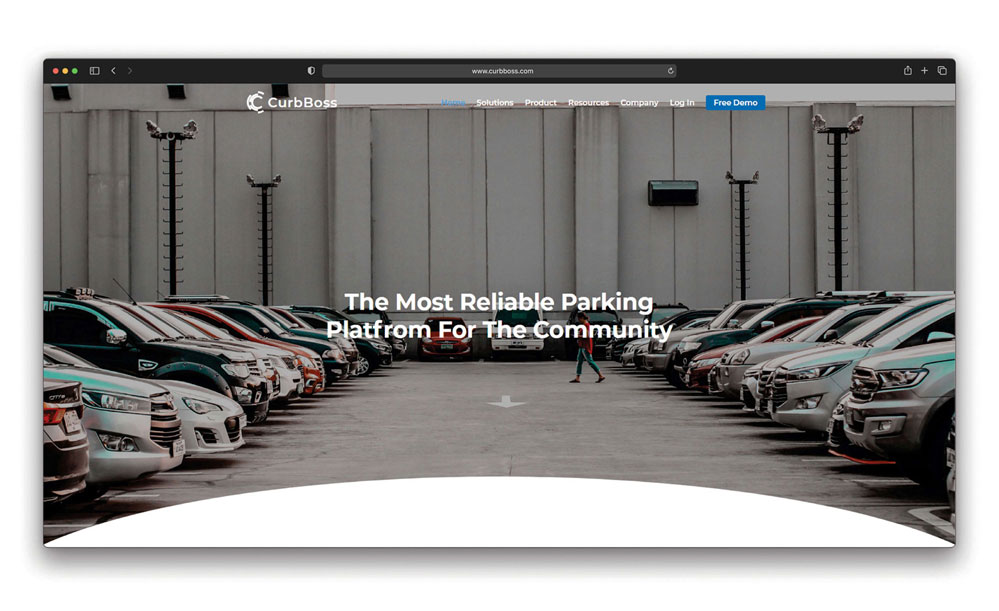 www.curbboss.com
CurbBoss
Home Solutions Product Resources Company Log In Free Demo
The Most Reliable Parking
Platfrom For The Community